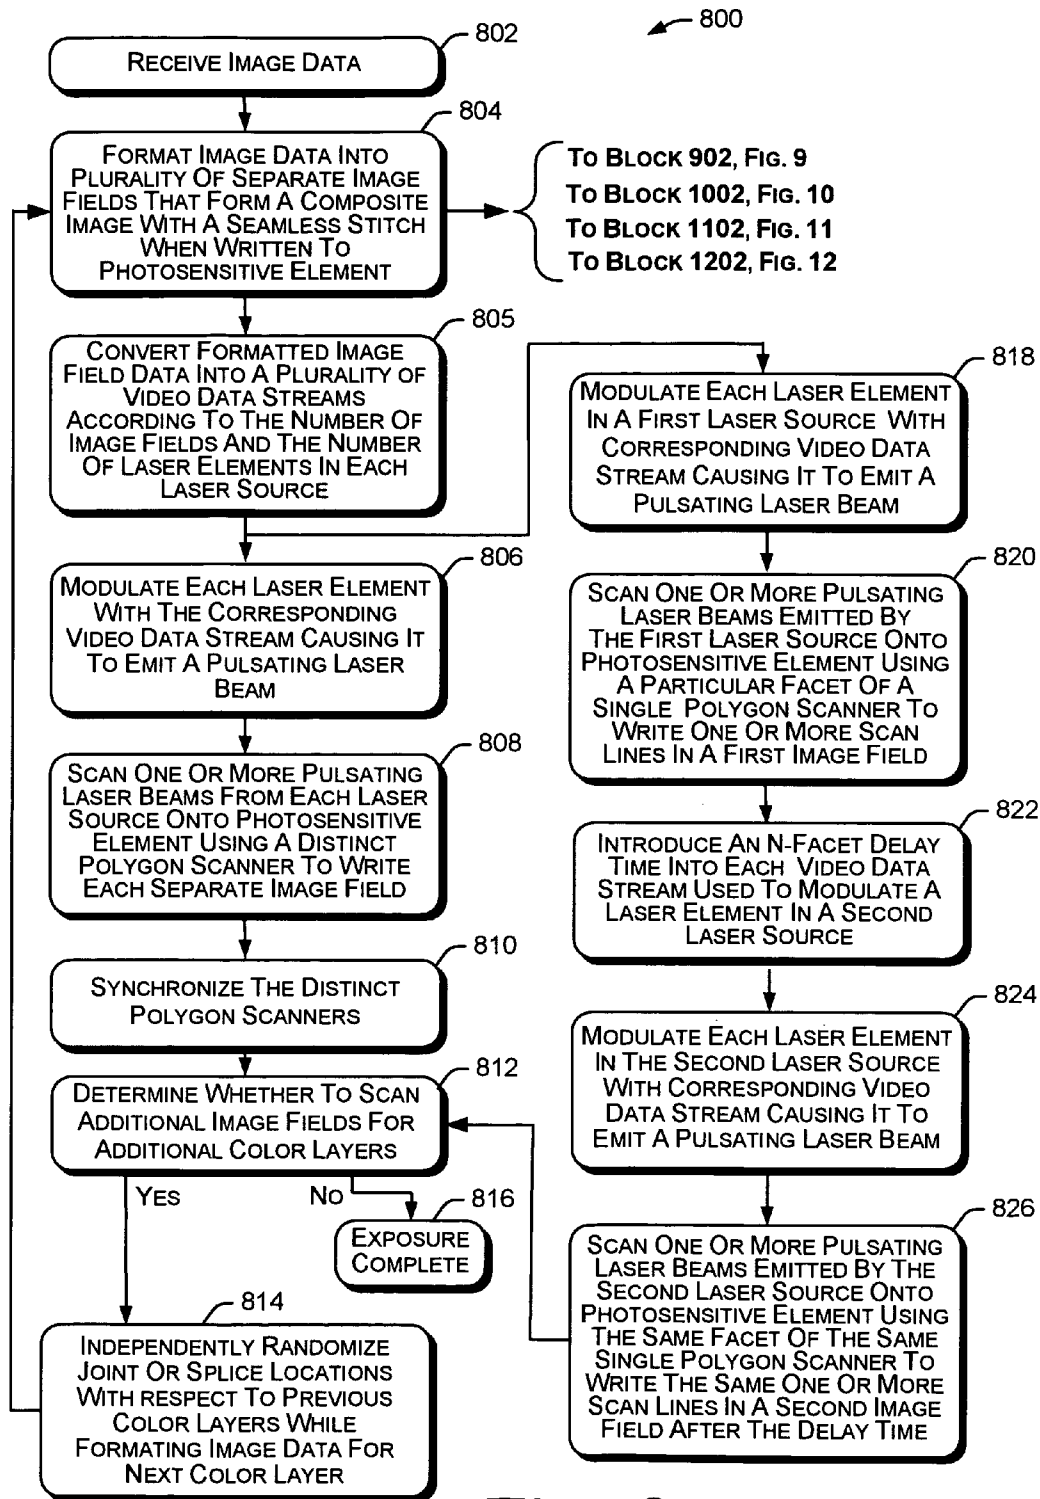 800
802
RECEIVE IMAGE DATA
804
FORMAT IMAGE DATA INTO
PLURALITY OF SEPARATE IMAGE
FIELDS THAT FORM A COMPOSITE
IMAGE WITH A SEAMLESS STITCH
WHEN WRITTEN TO
PHOTOSENSITIVE ELEMENT
TO BLOCK 902, FIG. 9
TO BLOCK 1002, FIG. 10
TO BLOCK 1102, FIG. 11
TO BLOCK 1202, FIG. 12
805
CONVERT FORMATTED IMAGE
FIELD DATA INTO A PLURALITY OF
VIDEO DATA STREAMS
ACCORDING TO THE NUMBER OF
IMAGE FIELDS AND THE NUMBER
OF LASER ELEMENTS IN EACH
LASER SOURCE
806
MODULATE EACH LASER ELEMENT
WITH THE CORRESPONDING
VIDEO DATA STREAM CAUSING IT
TO EMIT A PULSATING LASER
BEAM
808
SCAN ONE OR MORE PULSATING
LASER BEAMS FROM EACH LASER
SOURCE ONTO PHOTOSENSITIVE
ELEMENT USING A DISTINCT
POLYGON SCANNER TO WRITE
EACH SEPARATE IMAGE FIELD
810
SYNCHRONIZE THE DISTINCT
POLYGON SCANNERS
812
DETERMINE WHETHER TO SCAN
ADDITIONAL IMAGE FIELDS FOR
ADDITIONAL COLOR LAYERS
YES
NO
816
EXPOSURE
COMPLETE
814
INDEPENDENTLY RANDOMIZE
JOINT OR SPLICE LOCATIONS
WITH RESPECT TO PREVIOUS
COLOR LAYERS WHILE
FORMATING IMAGE DATA FOR
NEXT COLOR LAYER
818
MODULATE EACH LASER ELEMENT
IN A FIRST LASER SOURCE WITH
CORRESPONDING VIDEO DATA
STREAM CAUSING IT TO EMIT A
PULSATING LASER BEAM
820
SCAN ONE OR MORE PULSATING
LASER BEAMS EMITTED BY
THE FIRST LASER SOURCE ONTO
PHOTOSENSITIVE ELEMENT USING
A PARTICULAR FACET OF A
SINGLE POLYGON SCANNER TO
WRITE ONE OR MORE SCAN
LINES IN A FIRST IMAGE FIELD
822
INTRODUCE AN N-FACET DELAY
TIME INTO EACH VIDEO DATA
STREAM USED TO MODULATE A
LASER ELEMENT IN A SECOND
LASER SOURCE
824
MODULATE EACH LASER ELEMENT
IN THE SECOND LASER SOURCE
WITH CORRESPONDING VIDEO
DATA STREAM CAUSING IT TO
EMIT A PULSATING LASER BEAM
826
SCAN ONE OR MORE PULSATING
LASER BEAMS EMITTED BY THE
SECOND LASER SOURCE ONTO
PHOTOSENSITIVE ELEMENT USING
THE SAME FACET OF THE SAME
SINGLE POLYGON SCANNER TO
WRITE THE SAME ONE OR MORE
SCAN LINES IN A SECOND IMAGE
FIELD AFTER THE DELAY TIME